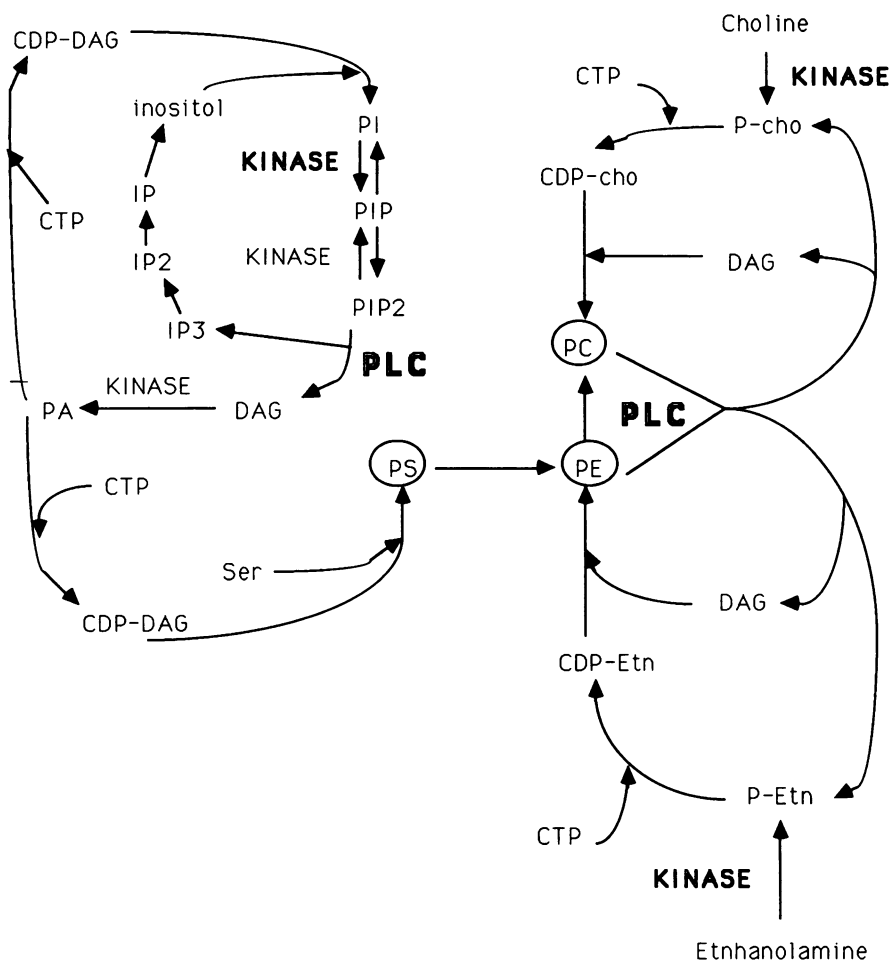 Choline
CDP-DAG
CTP
KINASE
inositol
PI
P-cho
KINASE
CDP-cho
IP
PIP
CTP
IP2
KINASE
DAG
PIP2
IP3
PC
PLC
KINASE
PLC
PA
DAG
PS
PE
CTP
Ser
DAG
CDP-DAG
CDP-Etn
P-Etn
CTP
KINASE
Etnhanolamine